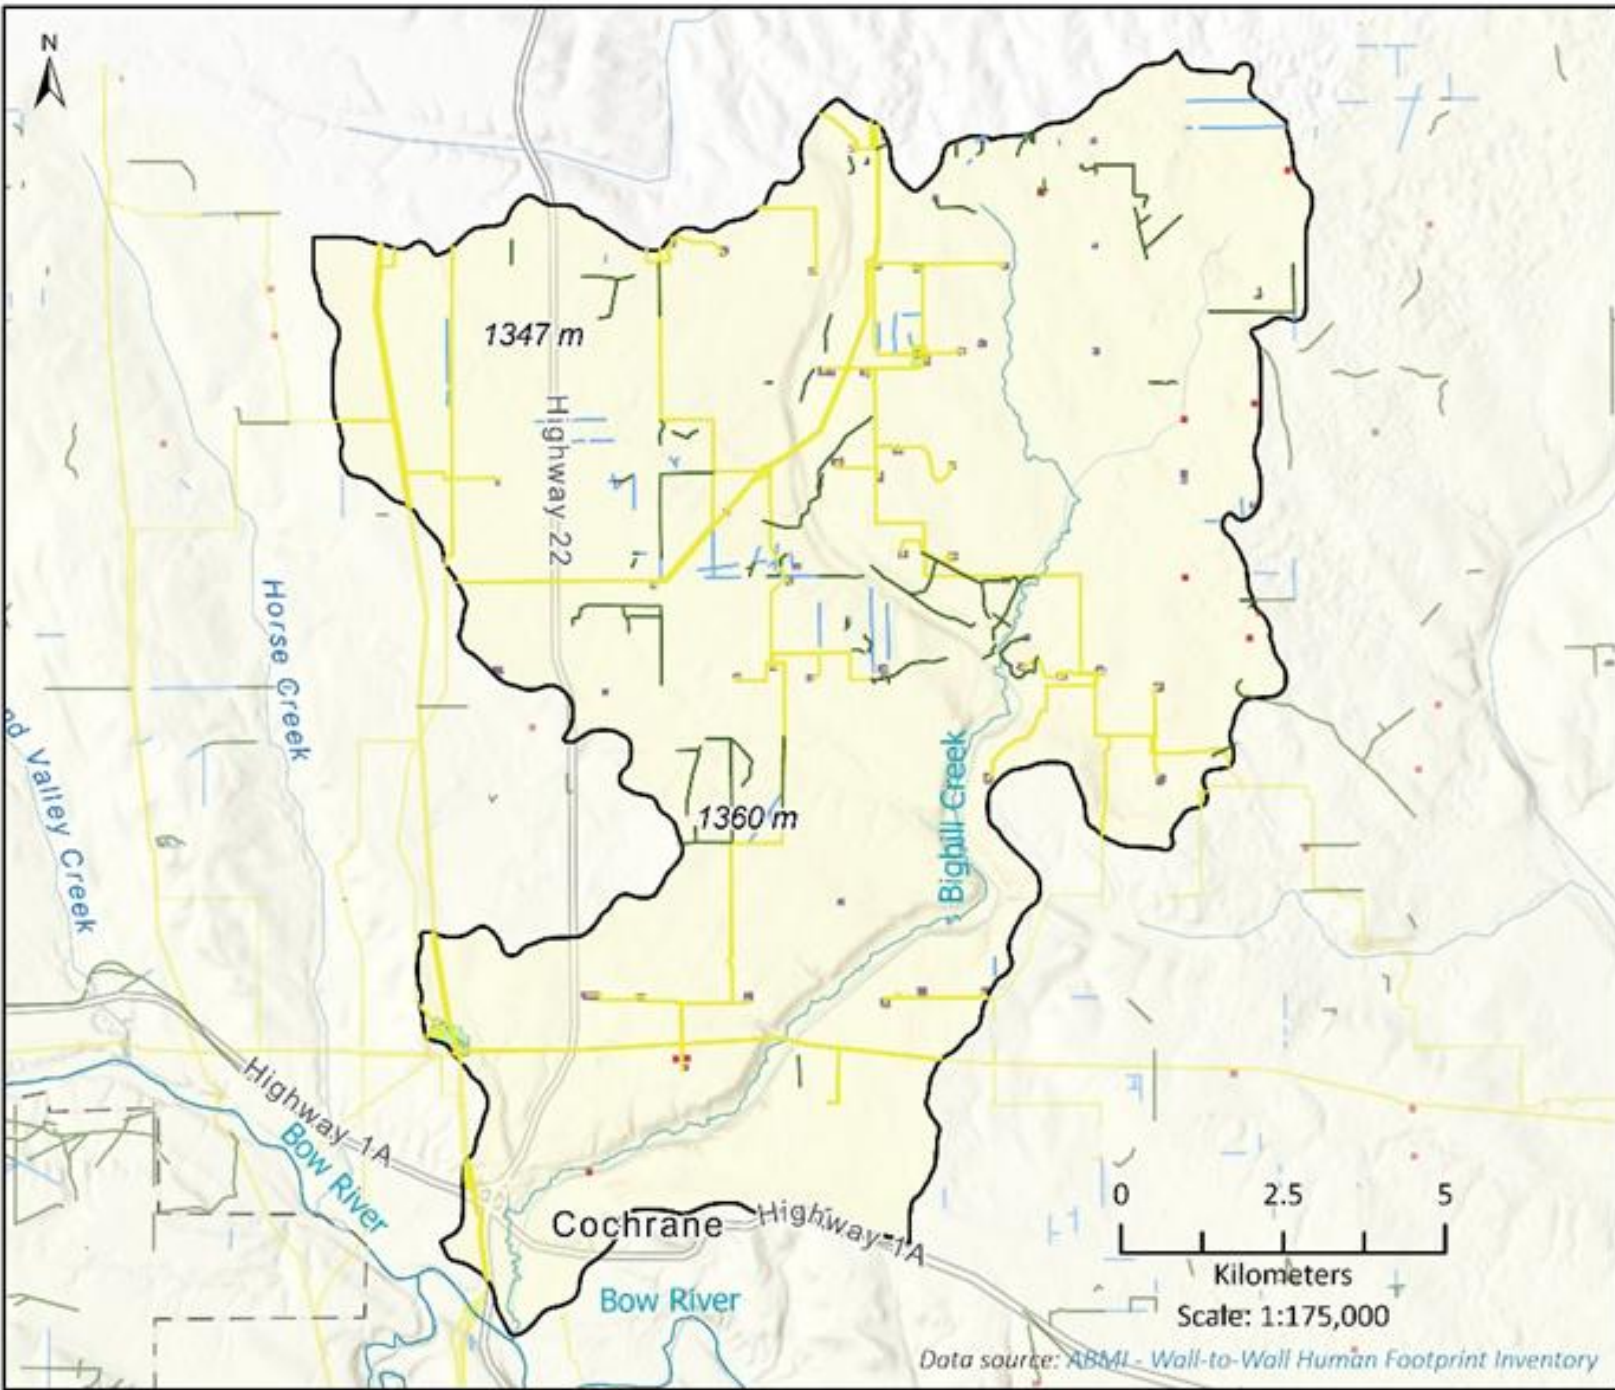 N
1347 m
Highway 22
Horse Creek
nd Valley Creek
1360 m
Bighill Creek
Highway 1A
Bow River
Cochrane
Highway 1A
Bow River
0 2.5 5
Kilometers
Scale: 1:175,000
Data source: ABMI - Wall-to-Wall Human Footprint Inventory